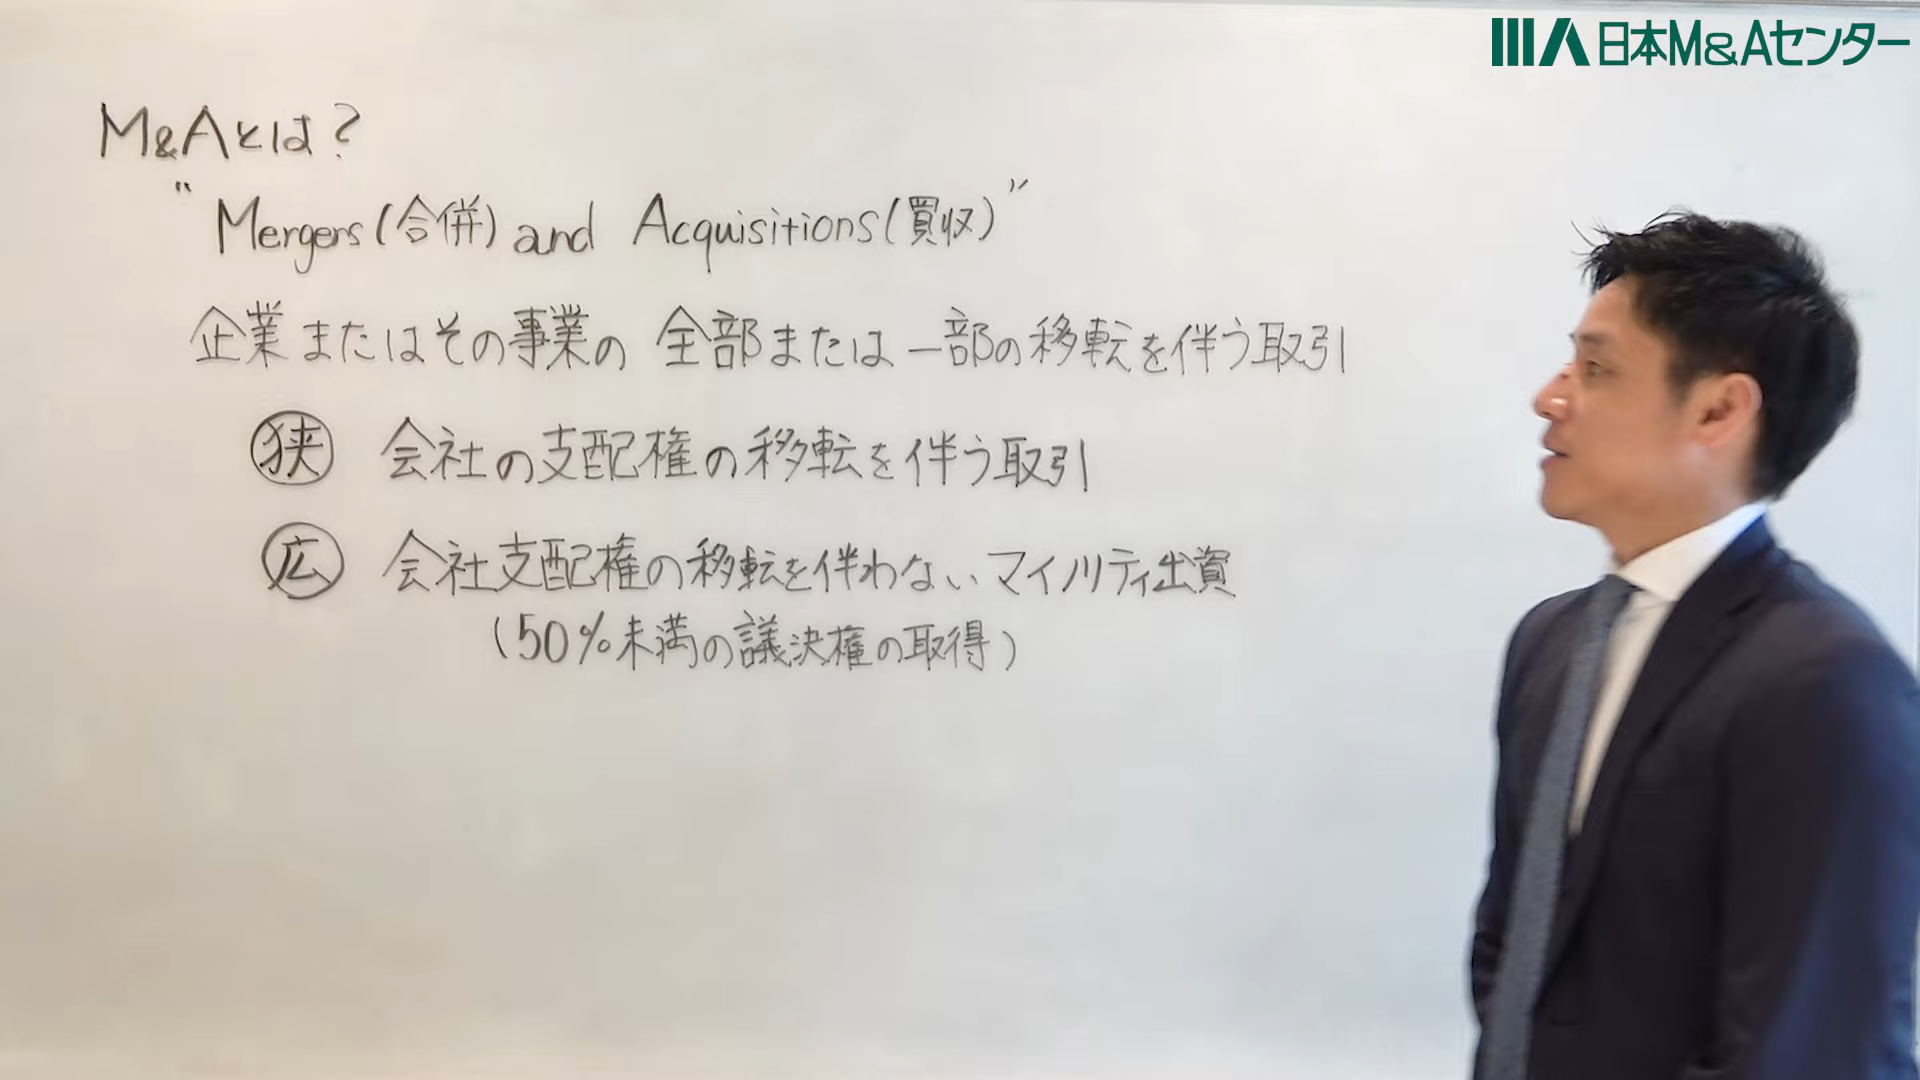 日本M&Aセンター
M&Aとは?
"Mergers(合併) and Acquisitions(買収)"
企業またはその事業の 全部または一部の移転を伴う取引
狭 会社の支配権の移転を伴う取引
広 会社支配権の移転を伴わないマイノリティ出資
(50%未満の議決権の取得)